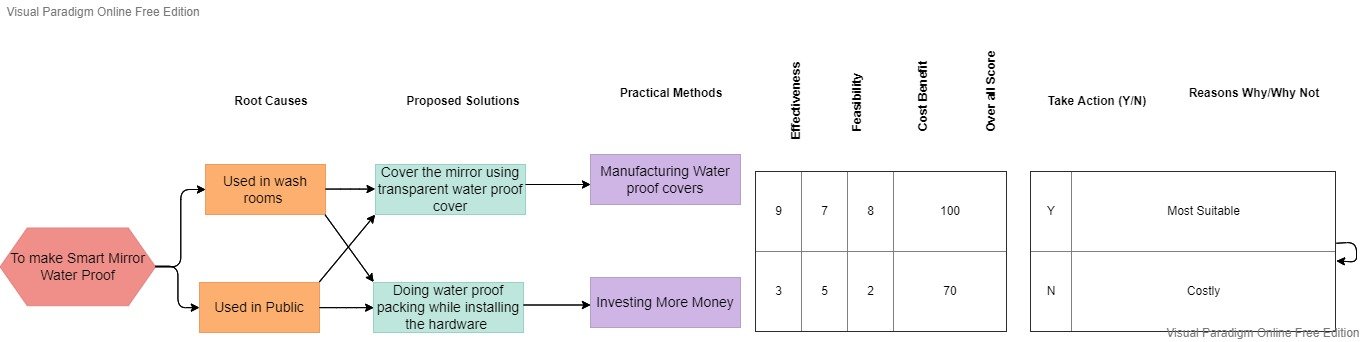 Visual Paradigm Online Free Edition
Root Causes
Proposed Solutions
Practical Methods
Effectiveness
Feasibility
Cost Benefit
Over all Score
Take Action (Y/N)
Reasons Why/Why Not
To make Smart Mirror
Water Proof
Used in wash
rooms
Used in Public
Cover the mirror using
transparent water proof
cover
Doing water proof
packing while installing
the hardware
Manufacturing Water
proof covers
Investing More Money
9 7 8 100 Y Most Suitable
3 5 2 70 N Costly
Visual Paradigm Online Free Edition